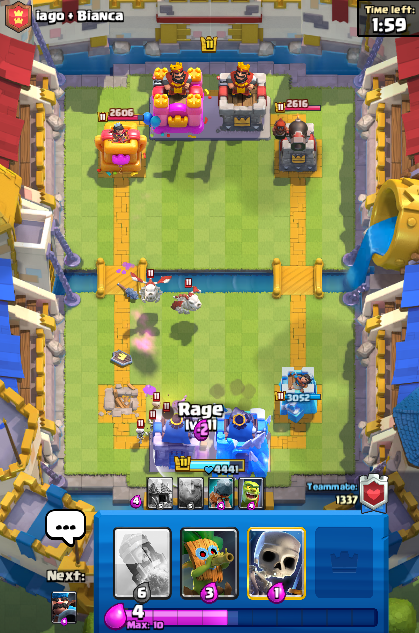 iago + Bianca
Time left:
1:59
2606
2616
3052
Rage
lvl 11
4441
Teammate:
1337
4
...
6
3
1
Next:
4
Max: 10